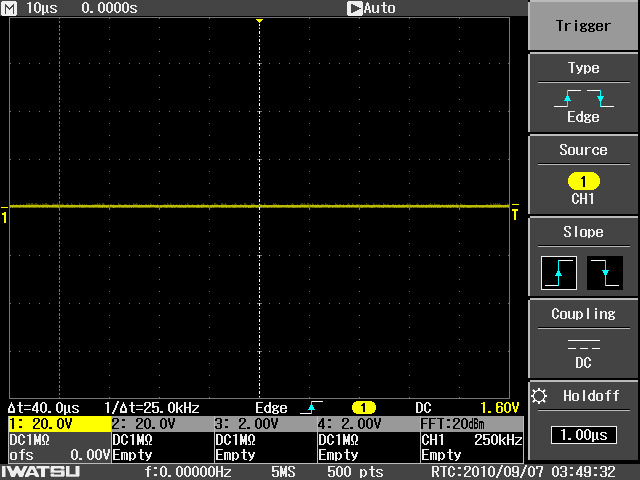 M 10µs 0.0000s Auto
Trigger
Type
Edge
Source
1
CH1
Slope
Coupling
DC
Holdoff
1.00µs
1
T
Δt=40.0µs 1/Δt=25.0kHz Edge 1 DC 1.60V
1: 20.0V 2: 20.0V 3: 2.00V 4: 2.00V FFT:20dBm
DC1MΩ DC1MΩ DC1MΩ DC1MΩ CH1 250kHz
ofs 0.00V Empty Empty Empty Empty
IWATSU f:0.00000Hz 5MS 500 pts RTC:2010/09/07 03:49:32